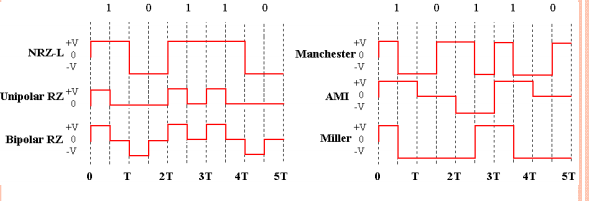 1 0 1 1 0
NRZ-L +V 0 -V
Unipolar RZ +V 0
Bipolar RZ +V 0 -V
0 T 2T 3T 4T 5T
1 0 1 1 0
Manchester +V 0 -V
AMI +V 0 -V
Miller +V -V
0 T 2T 3T 4T 5T